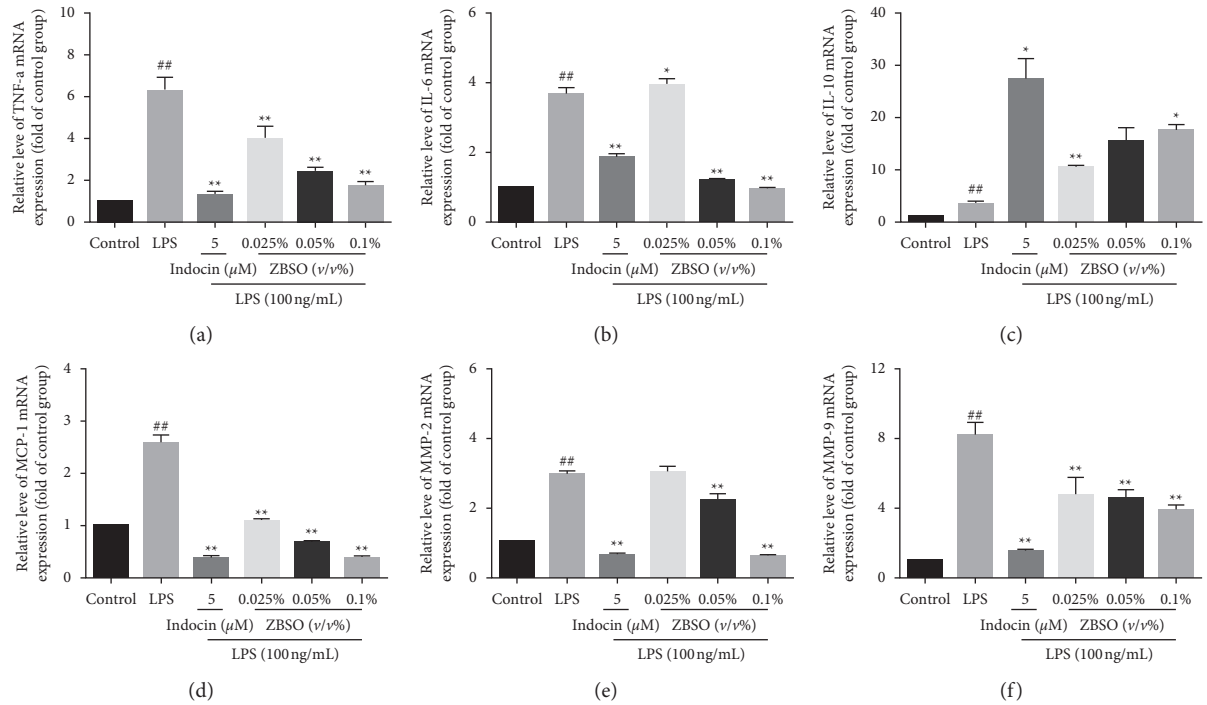 Relative level of TNF-a mRNA
expression (fold of control group)
10
8
6
4
2
0
##
**
**
**
**
Control LPS 5 0.025% 0.05% 0.1%
Indocin (μM) ZBSO (v/v%)
LPS (100 ng/mL)
(a)
Relative level of IL-6 mRNA
expression (fold of control group)
6
4
2
0
##
**
*
**
**
Control LPS 5 0.025% 0.05% 0.1%
Indocin (μM) ZBSO (v/v%)
LPS (100 ng/mL)
(b)
Relative level of IL-10 mRNA
expression (fold of control group)
40
30
20
10
0
##
*
**
*
Control LPS 5 0.025% 0.05% 0.1%
Indocin (μM) ZBSO (v/v%)
LPS (100 ng/mL)
(c)
Relative level of MCP-1 mRNA
expression (fold of control group)
4
3
2
1
0
##
**
**
**
**
Control LPS 5 0.025% 0.05% 0.1%
Indocin (μM) ZBSO (v/v%)
LPS (100 ng/mL)
(d)
Relative level of MMP-2 mRNA
expression (fold of control group)
6
4
2
0
##
**
**
**
Control LPS 5 0.025% 0.05% 0.1%
Indocin (μM) ZBSO (v/v%)
LPS (100 ng/mL)
(e)
Relative level of MMP-9 mRNA
expression (fold of control group)
12
8
4
0
##
**
**
**
**
Control LPS 5 0.025% 0.05% 0.1%
Indocin (μM) ZBSO (v/v%)
LPS (100 ng/mL)
(f)